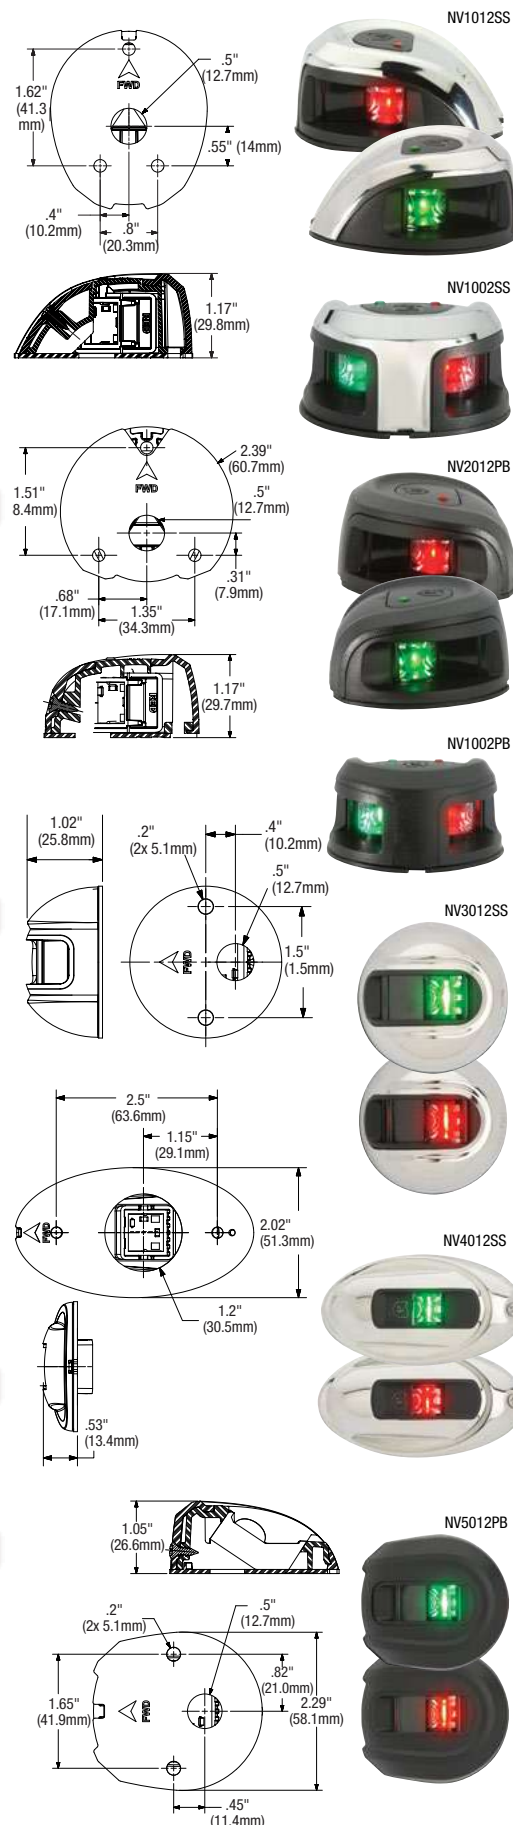 NV1012SS
.5"
(12.7mm)
1.62"
(41.3
mm)
FWD
.55" (14mm)
.4"
(10.2mm)
.8"
(20.3mm)
1.17"
(29.8mm)
RED
NV1002SS
2.39"
(60.7mm)
FWD
.5"
(12.7mm)
1.51"
8.4mm)
.31"
(7.9mm)
.68"
(17.1mm)
1.35"
(34.3mm)
NV2012PB
1.17"
(29.7mm)
RED
NV1002PB
1.02"
(25.8mm)
.2"
(2x 5.1mm)
.4"
(10.2mm)
.5"
(12.7mm)
FWD
1.5"
(1.5mm)
NV3012SS
2.5"
(63.6mm)
1.15"
(29.1mm)
FWD
2.02"
(51.3mm)
1.2"
(30.5mm)
NV4012SS
.53"
(13.4mm)
1.05"
(26.6mm)
NV5012PB
.2"
(2x 5.1mm)
.5"
(12.7mm)
.82"
(21.0mm)
1.65"
(41.9mm)
FWD
2.29"
(58.1mm)
.45"
(11.4mm)